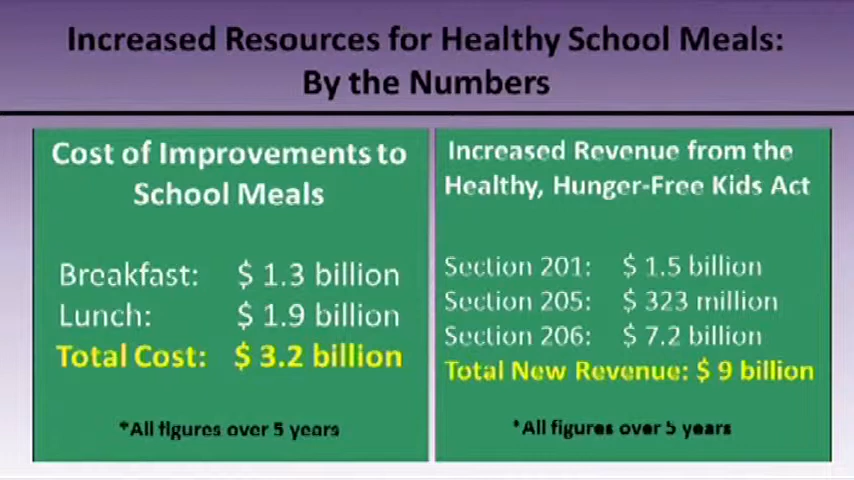 Increased Resources for Healthy School Meals:
By the Numbers
Cost of Improvements to
School Meals
Breakfast: $ 1.3 billion
Lunch: $ 1.9 billion
Total Cost: $ 3.2 billion
*All figures over 5 years
Increased Revenue from the
Healthy, Hunger-Free Kids Act
Section 201: $ 1.5 billion
Section 205: $ 323 million
Section 206: $ 7.2 billion
Total New Revenue: $ 9 billion
*All figures over 5 years